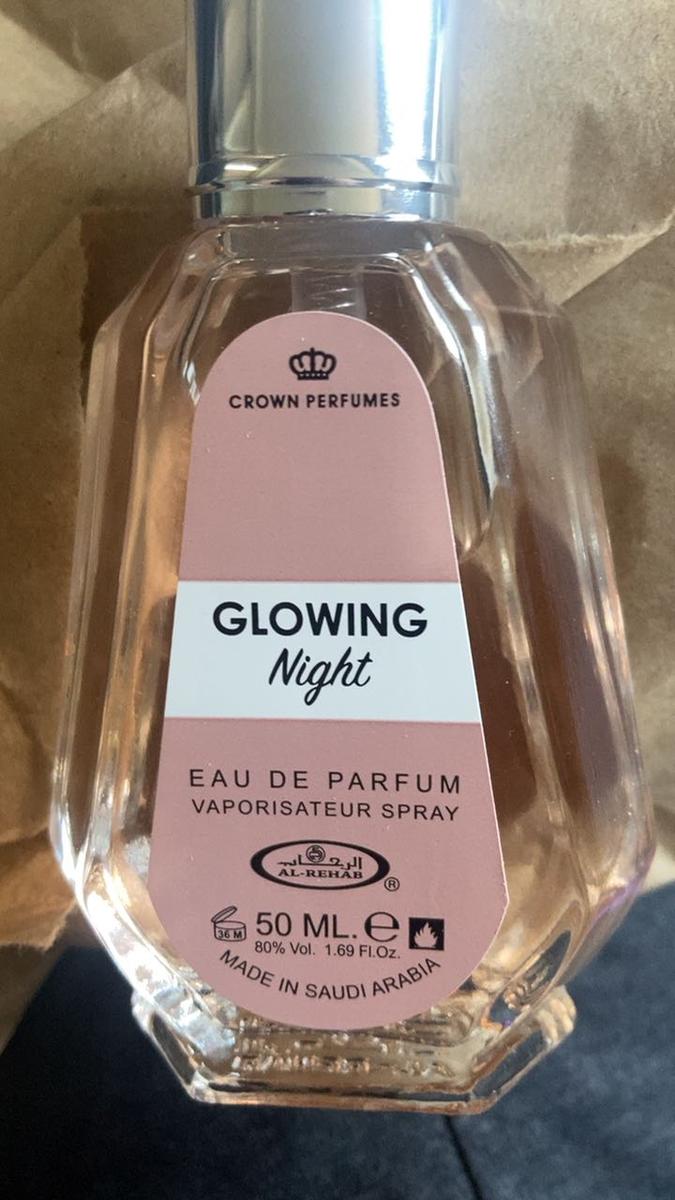 CROWN PERFUMES
GLOWING
Night
EAU DE PARFUM
VAPORISATEUR SPRAY
الرحاب
AL-REHAB ®
36 M 50 ML. ℮
80% Vol. 1.69 Fl.Oz.
MADE IN SAUDI ARABIA